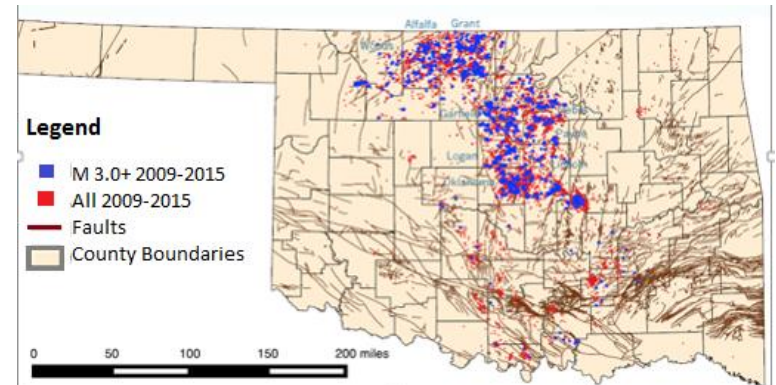 Alfalfa Grant
Woods
Garfield
Logan
Oklahoma
Legend
M 3.0+ 2009-2015
All 2009-2015
Faults
County Boundaries
0 50 100 150 200 miles